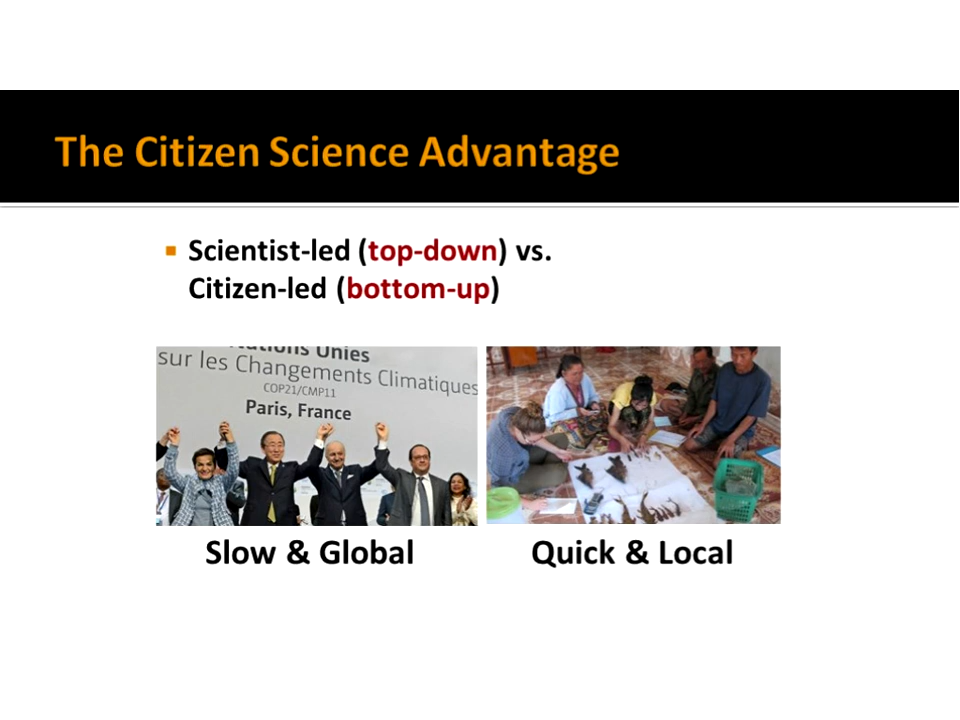 The Citizen Science Advantage
Scientist-led (top-down) vs.
Citizen-led (bottom-up)
Nations Unies
sur les Changements Climatiques
COP21/CMP11
Paris, France
Slow & Global
Quick & Local